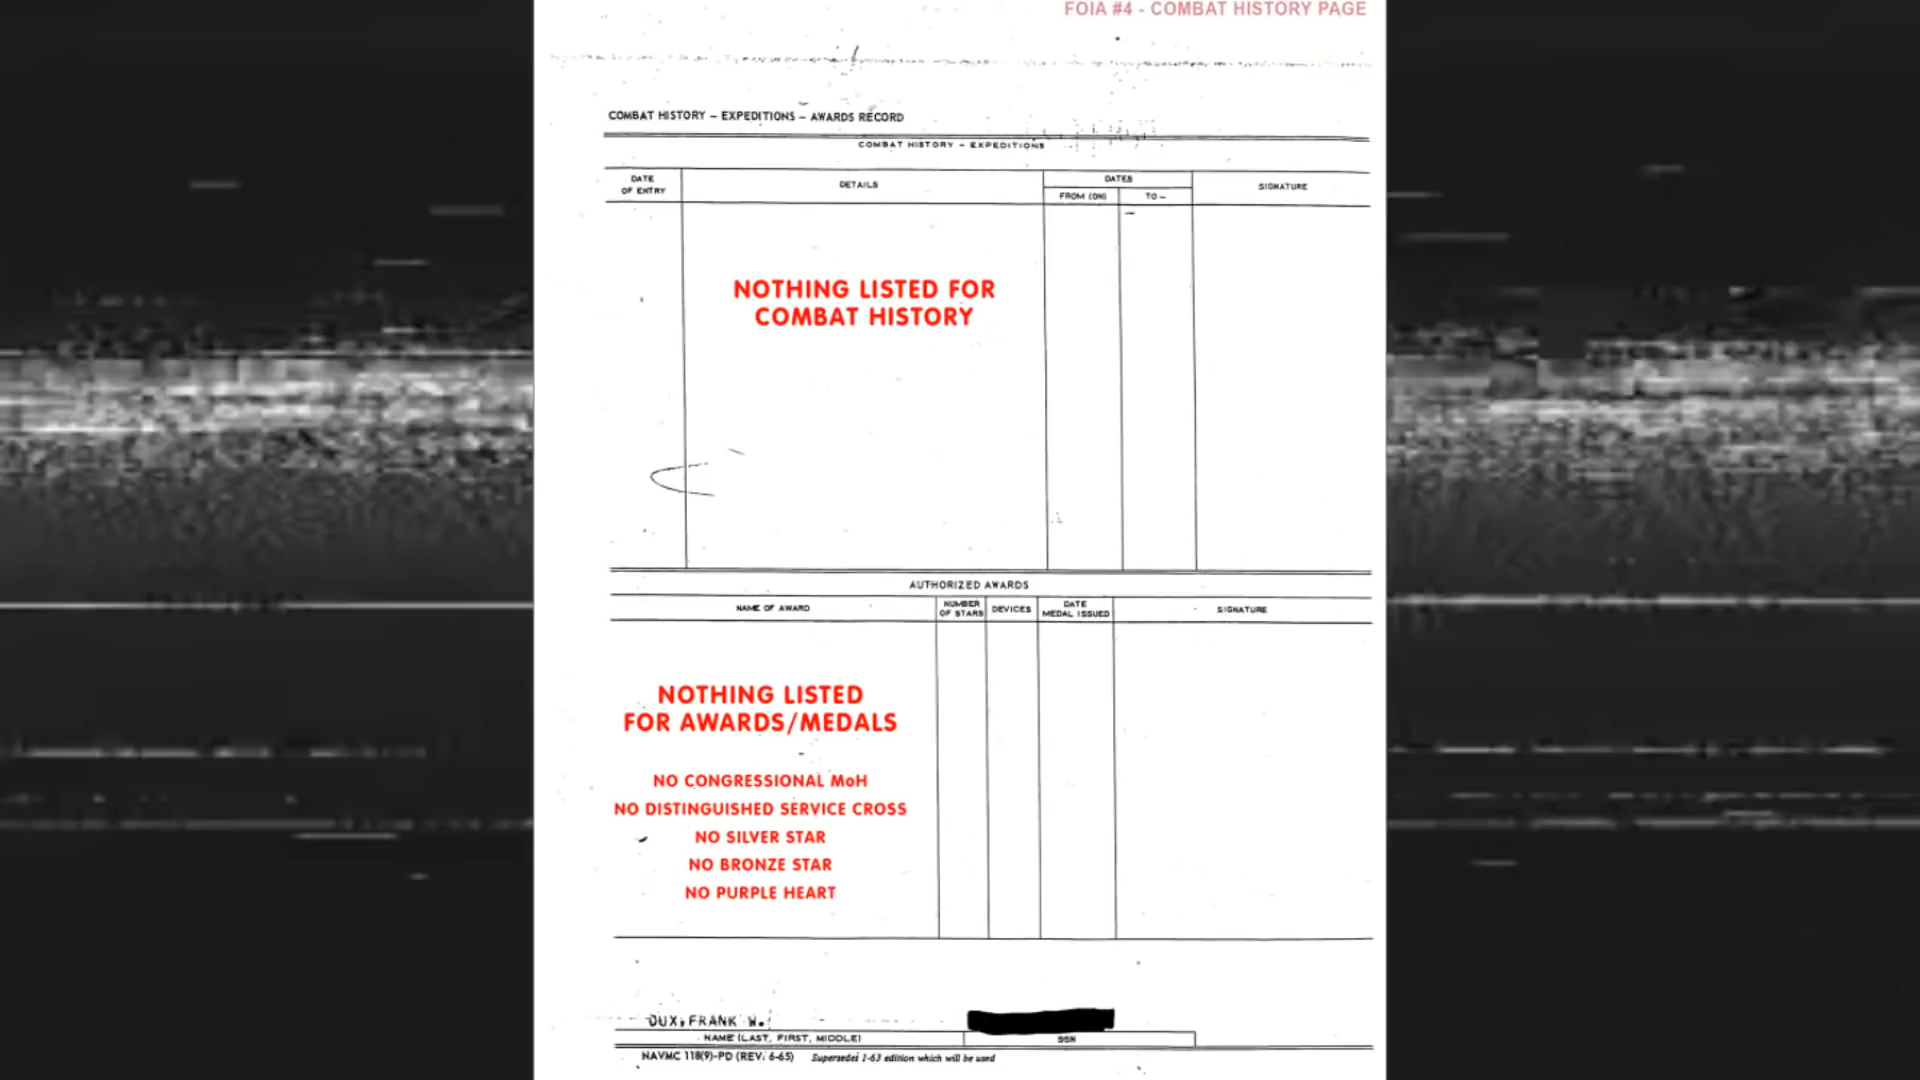 FOIA #4 - COMBAT HISTORY PAGE
COMBAT HISTORY – EXPEDITIONS – AWARDS RECORD
COMBAT HISTORY – EXPEDITIONS
DATE
OF ENTRY
DETAILS
DATES
FROM (ON)
TO –
SIGNATURE
NOTHING LISTED FOR
COMBAT HISTORY
AUTHORIZED AWARDS
NAME OF AWARD
NUMBER
OF STARS
DEVICES
DATE
MEDAL ISSUED
SIGNATURE
NOTHING LISTED
FOR AWARDS/MEDALS
NO CONGRESSIONAL MoH
NO DISTINGUISHED SERVICE CROSS
NO SILVER STAR
NO BRONZE STAR
NO PURPLE HEART
DUX, FRANK W.
NAME (LAST, FIRST, MIDDLE)
SSN
NAVMC 118(9)-PD (REV. 6-65) Supersedes 1-63 edition which will be used